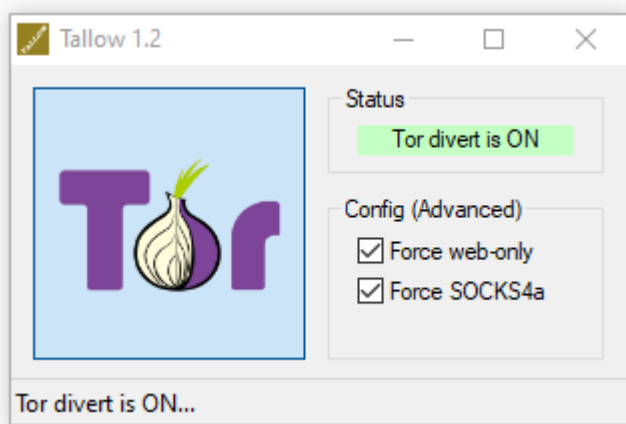 TALLOW
Tallow 1.2
Tor
Status
Tor divert is ON
Config (Advanced)
Force web-only
Force SOCKS4a
Tor divert is ON...